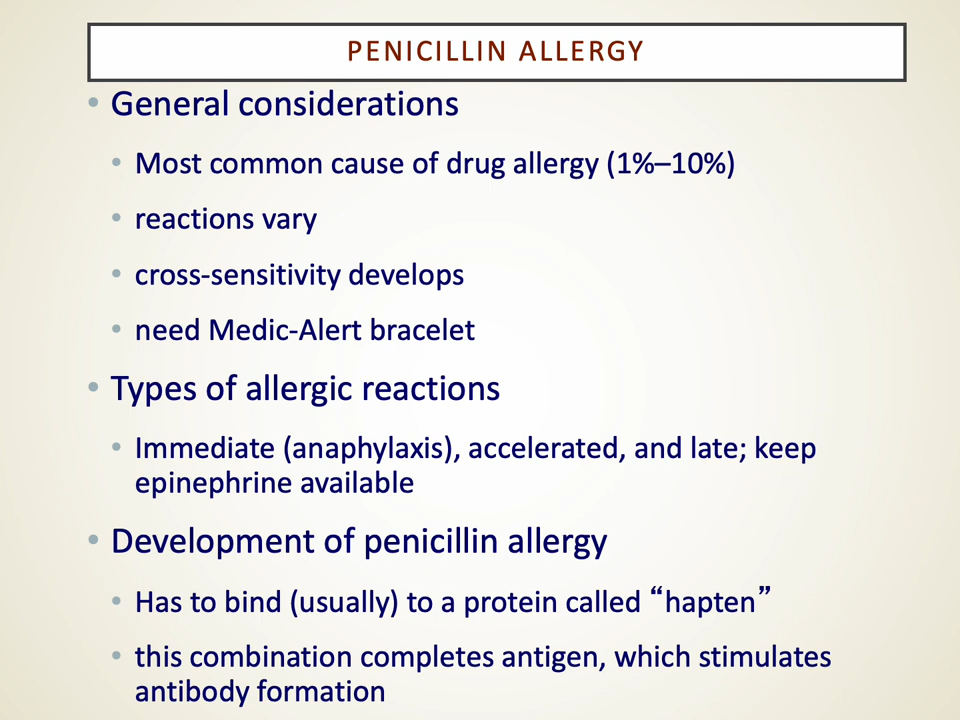 PENICILLIN ALLERGY
• General considerations
• Most common cause of drug allergy (1%–10%)
• reactions vary
• cross-sensitivity develops
• need Medic-Alert bracelet
• Types of allergic reactions
• Immediate (anaphylaxis), accelerated, and late; keep
epinephrine available
• Development of penicillin allergy
• Has to bind (usually) to a protein called “hapten”
• this combination completes antigen, which stimulates
antibody formation